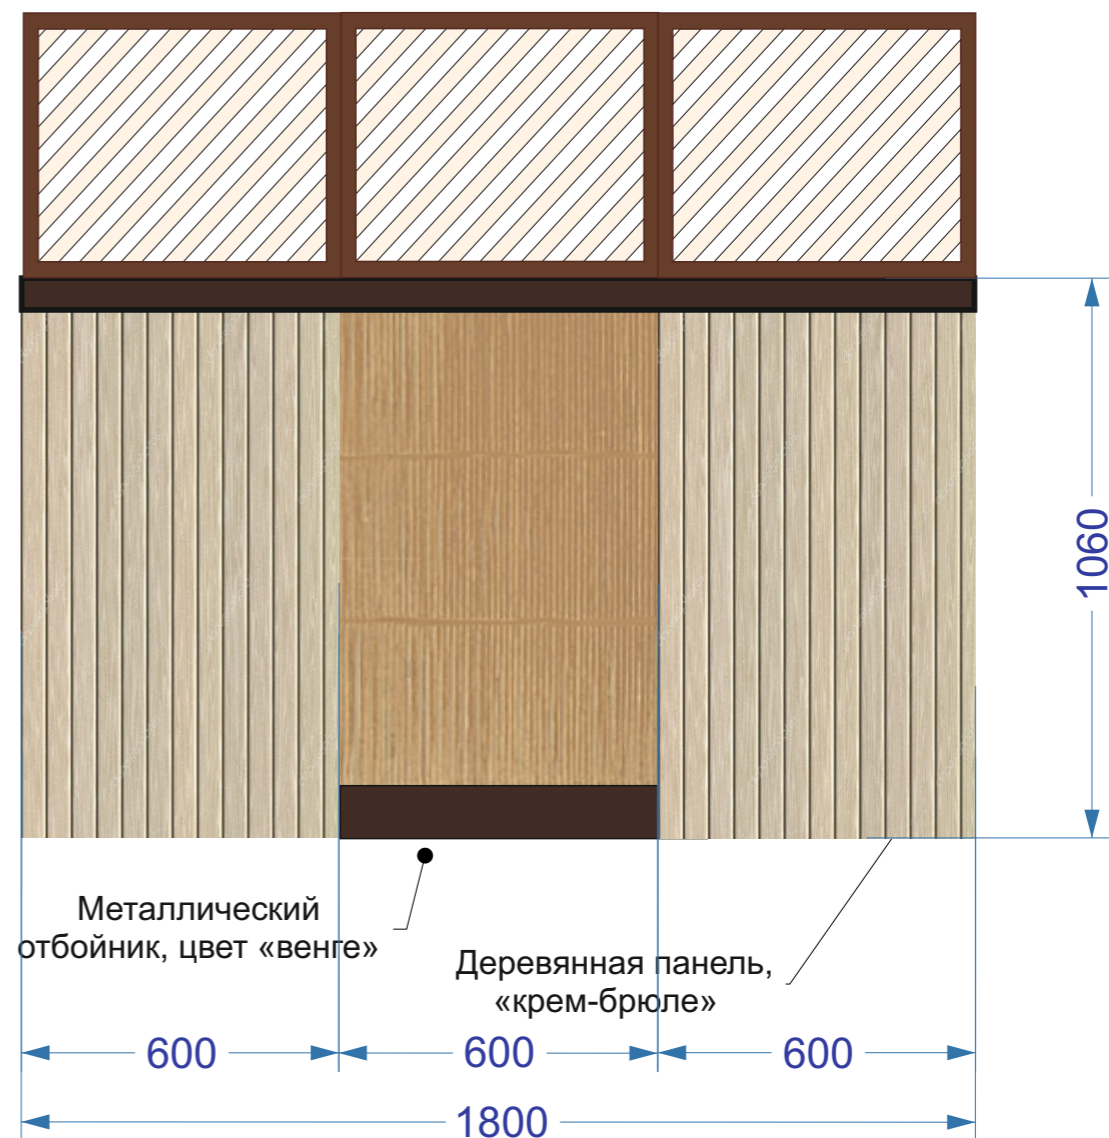 1060
Металлический
отбойник, цвет «венге»
Деревянная панель,
«крем-брюле»
600
600
600
1800